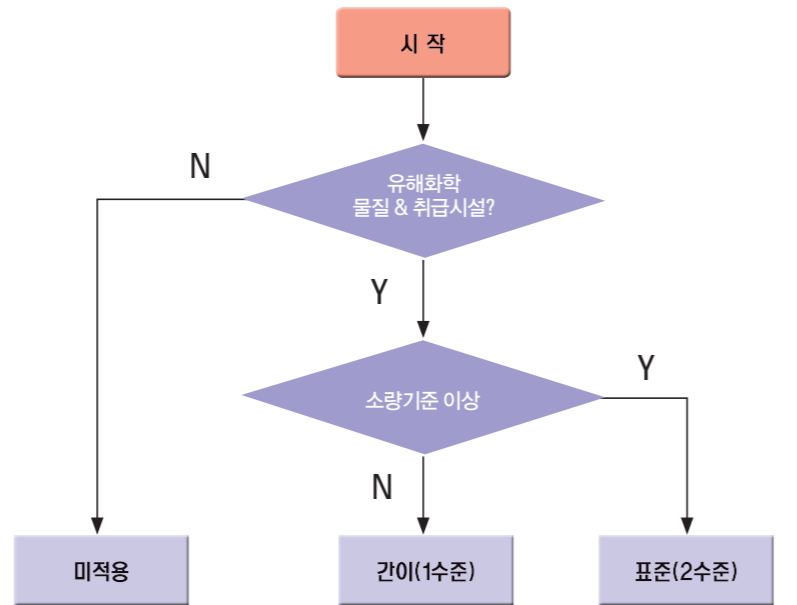 시 작
N
유해화학
물질 & 취급시설?
Y
소량기준 이상
Y
N
미적용
간이(1수준)
표준(2수준)